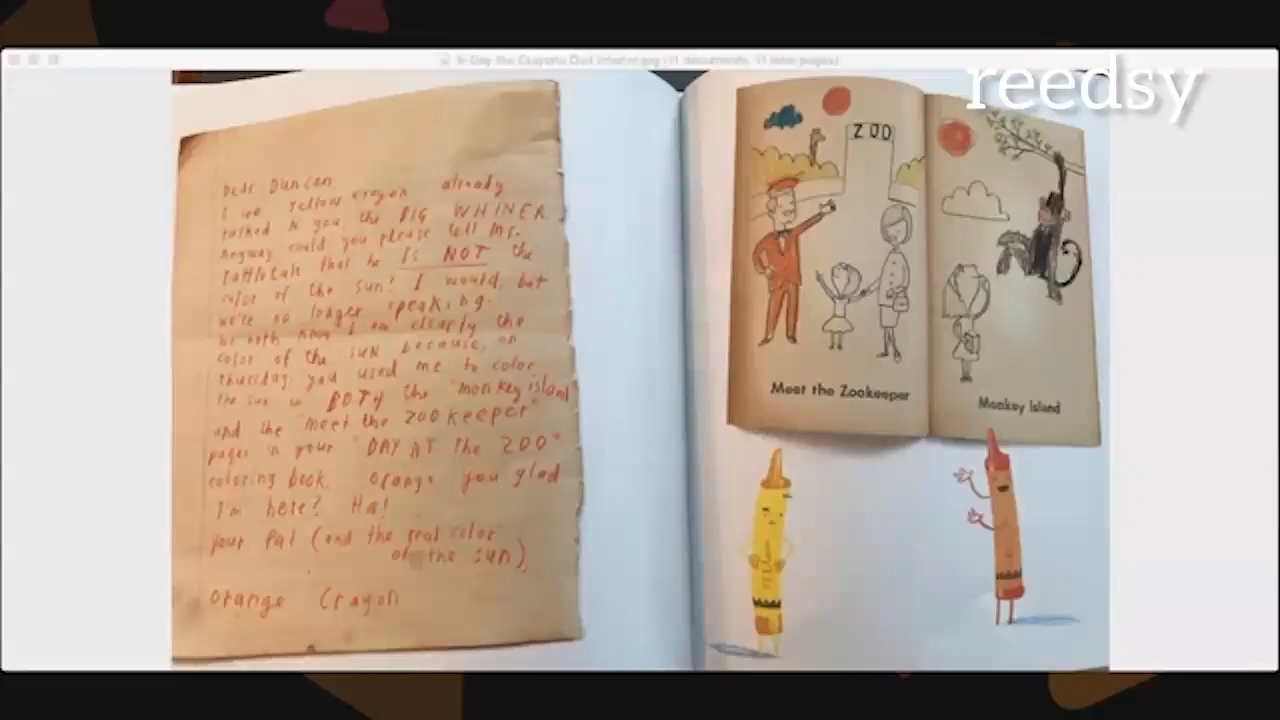 reedsy
Dear Duncan,
I see Yellow Crayon already
talked to you, the BIG WHINER.
Anyway, could you please tell Mr.
Tattletale that he IS NOT the
color of the sun? I would, but
we're no longer speaking.
We both know I am clearly the
color of the sun because, on
Thursday, you used me to color
the sun in BOTH the "monkey island"
and the "meet the zoo keeper"
pages in your "DAY AT the ZOO"
coloring book. Orange you glad
I'm here? Ha!
Your Pal (and the real color
of the sun),
orange Crayon
ZOO
Meet the Zookeeper
Monkey Island